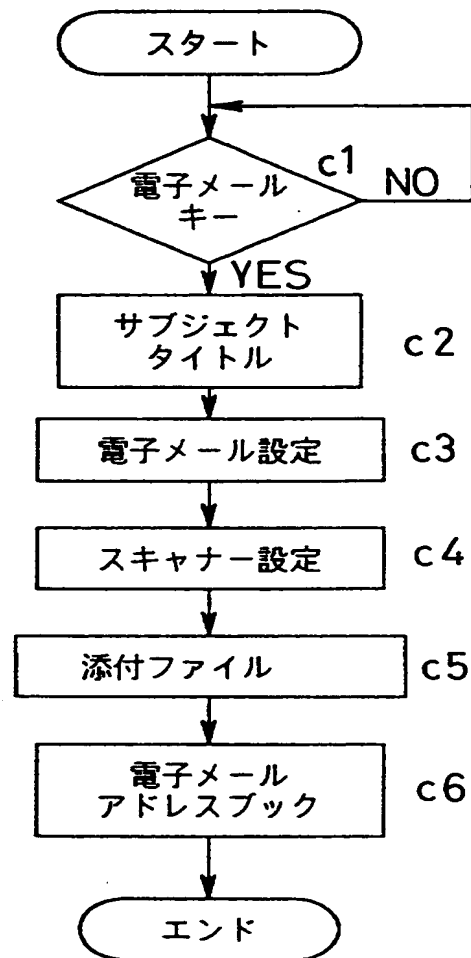 スタート
電子メール
キー
c1
NO
YES
サブジェクト
タイトル
c2
電子メール設定
c3
スキャナー設定
c4
添付ファイル
c5
電子メール
アドレスブック
c6
エンド